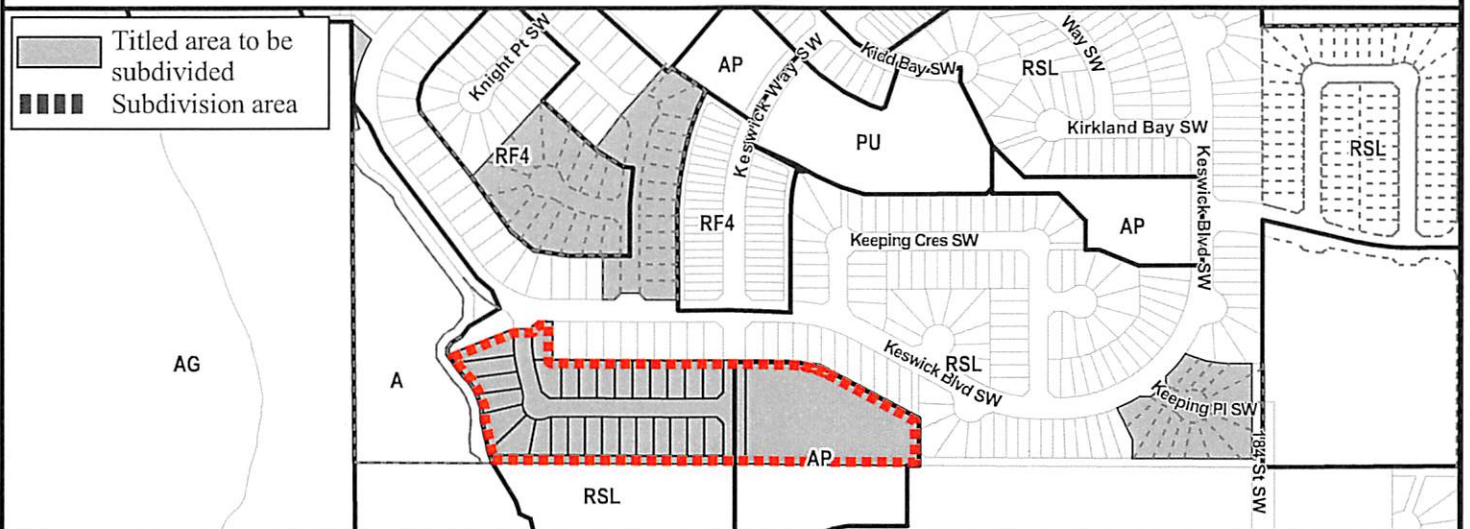 Titled area to be
subdivided
Subdivision area
Knight Pt SW
AP
Keswick Way SW
Kidd Bay SW
RSL
Way SW
Kirkland Bay SW
RSL
RF4
PU
RF4
Keswick Blvd SW
AP
Keeping Cres SW
AG
A
Keswick Blvd SW
RSL
Keeping Pl SW
184 St SW
AP
RSL